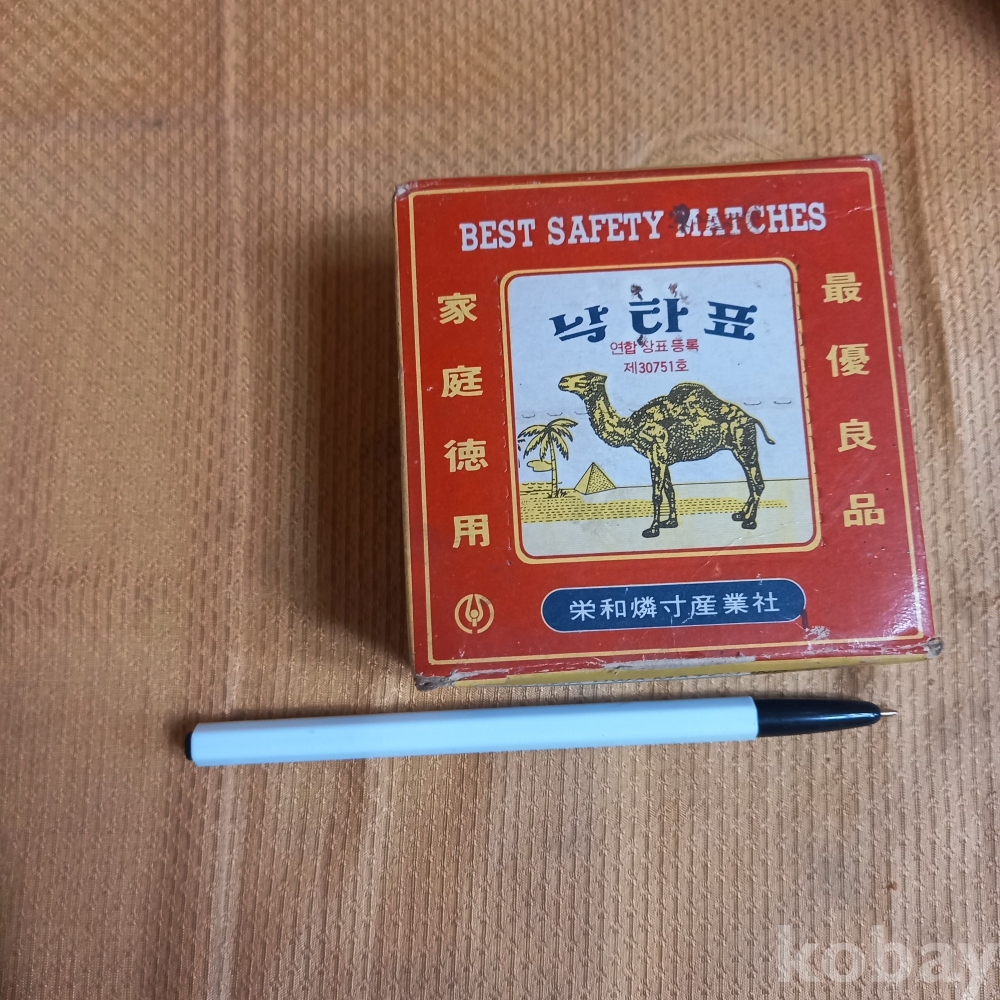 BEST SAFETY MATCHES
家庭徳用
最優良品
낙타표
연합 상표 등록
제30751호
栄和燐寸産業社
kobay